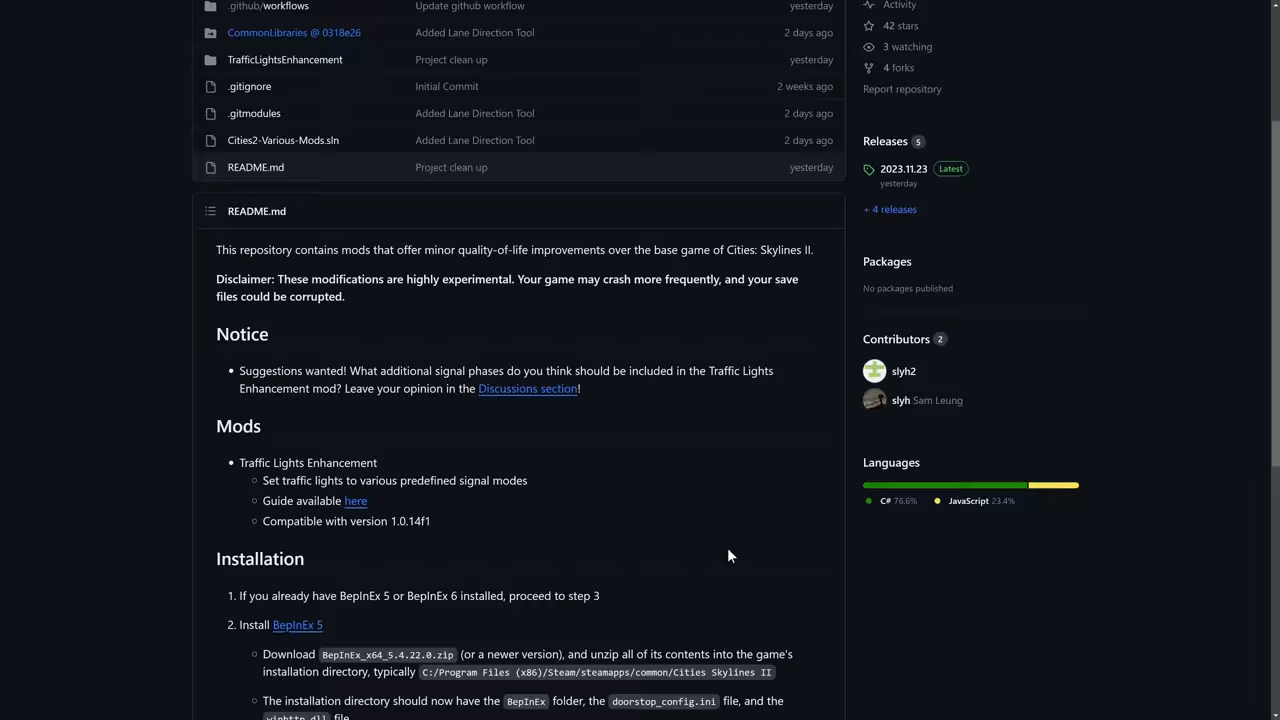 .github/workflows Update github workflow yesterday
CommonLibraries @ 0318e26 Added Lane Direction Tool 2 days ago
TrafficLightsEnhancement Project clean up yesterday
.gitignore Initial Commit 2 weeks ago
.gitmodules Added Lane Direction Tool 2 days ago
Cities2-Various-Mods.sln Added Lane Direction Tool 2 days ago
README.md Project clean up yesterday
README.md
This repository contains mods that offer minor quality-of-life improvements over the base game of Cities: Skylines II.
Disclaimer: These modifications are highly experimental. Your game may crash more frequently, and your save
files could be corrupted.
Notice
• Suggestions wanted! What additional signal phases do you think should be included in the Traffic Lights
Enhancement mod? Leave your opinion in the Discussions section!
Mods
• Traffic Lights Enhancement
○ Set traffic lights to various predefined signal modes
○ Guide available here
○ Compatible with version 1.0.14f1
Installation
1. If you already have BepInEx 5 or BepInEx 6 installed, proceed to step 3
2. Install BepInEx 5
○ Download BepInEx_x64_5.4.22.0.zip (or a newer version), and unzip all of its contents into the game's
installation directory, typically C:/Program Files (x86)/Steam/steamapps/common/Cities Skylines II
○ The installation directory should now have the BepInEx folder, the doorstop_config.ini file, and the
winhttp.dll file
Activity
42 stars
3 watching
4 forks
Report repository
Releases 5
2023.11.23 Latest
yesterday
+ 4 releases
Packages
No packages published
Contributors 2
slyh2
slyh Sam Leung
Languages
C# 76.6% JavaScript 23.4%